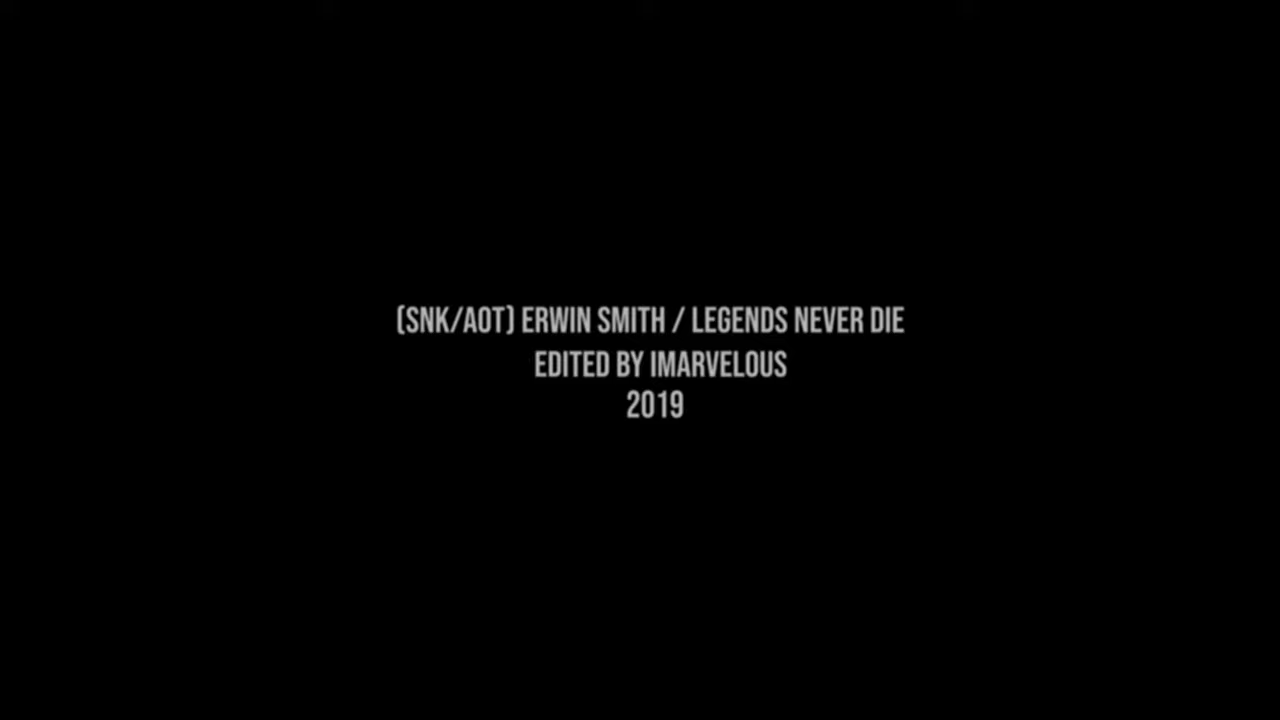 (SNK/AOT) ERWIN SMITH / LEGENDS NEVER DIE
EDITED BY IMARVELOUS
2019